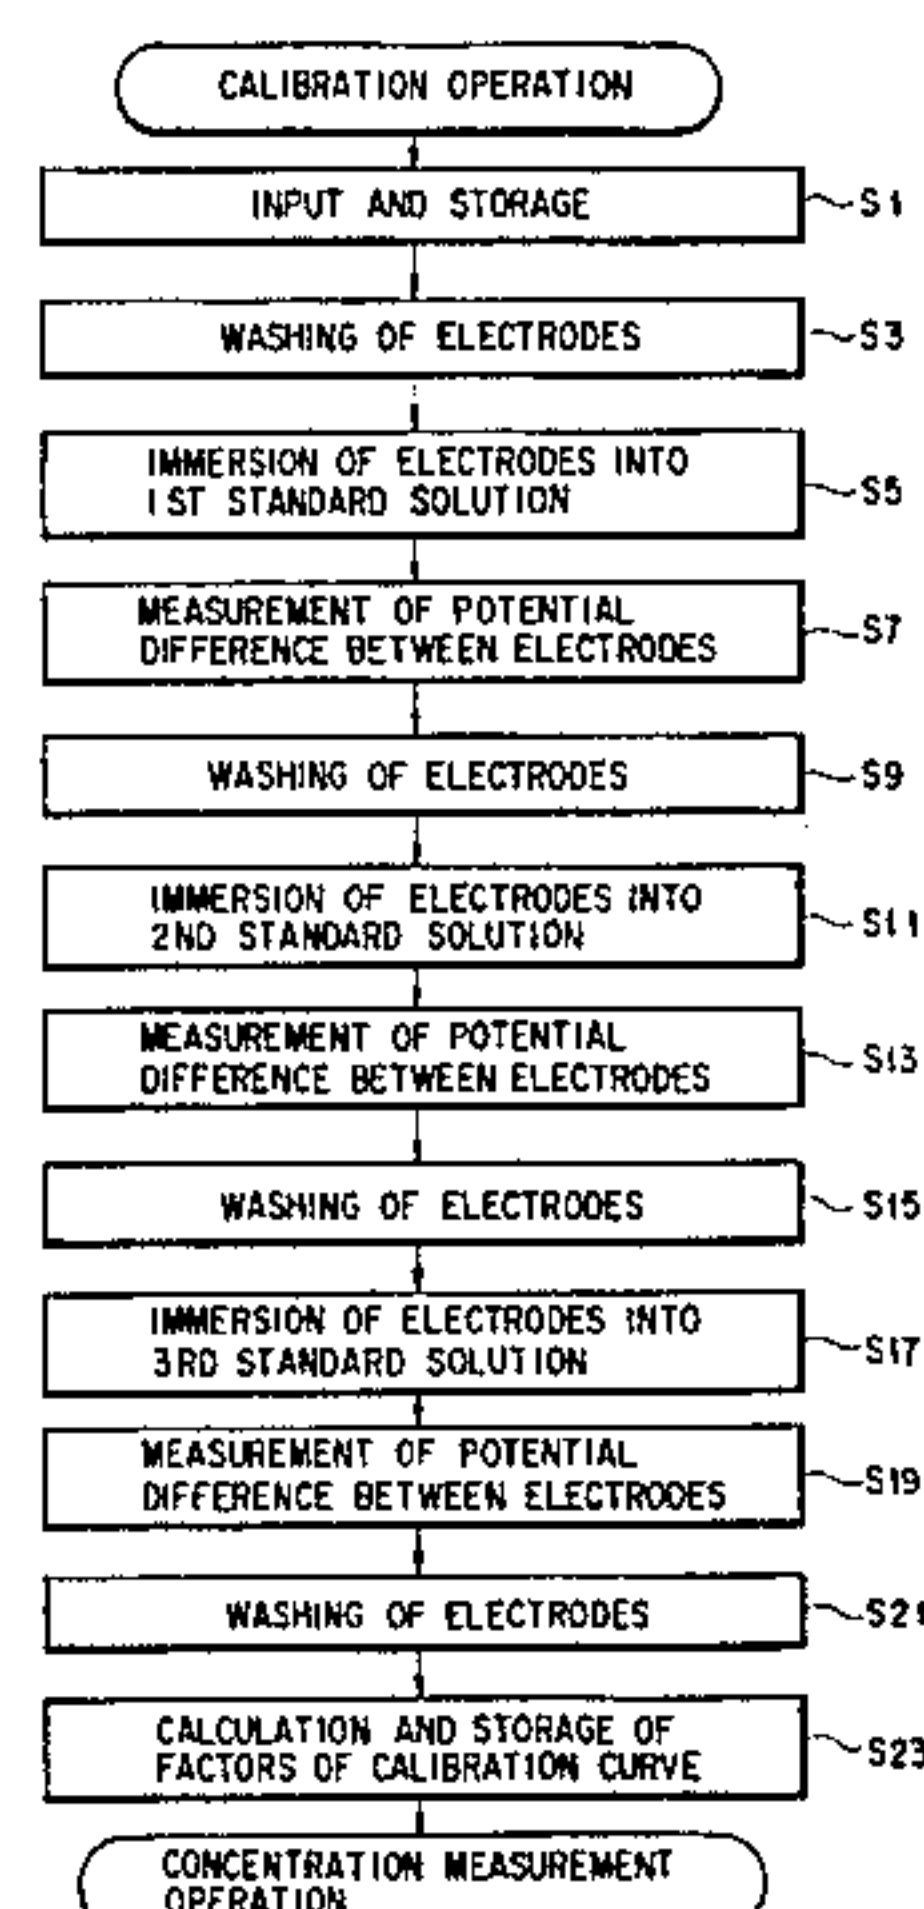 CALIBRATION OPERATION
INPUT AND STORAGE
S1
WASHING OF ELECTRODES
S3
IMMERSION OF ELECTRODES INTO
1ST STANDARD SOLUTION
S5
MEASUREMENT OF POTENTIAL
DIFFERENCE BETWEEN ELECTRODES
S7
WASHING OF ELECTRODES
S9
IMMERSION OF ELECTRODES INTO
2ND STANDARD SOLUTION
S11
MEASUREMENT OF POTENTIAL
DIFFERENCE BETWEEN ELECTRODES
S13
WASHING OF ELECTRODES
S15
IMMERSION OF ELECTRODES INTO
3RD STANDARD SOLUTION
S17
MEASUREMENT OF POTENTIAL
DIFFERENCE BETWEEN ELECTRODES
S19
WASHING OF ELECTRODES
S21
CALCULATION AND STORAGE OF
FACTORS OF CALIBRATION CURVE
S23
CONCENTRATION MEASUREMENT
OPERATION